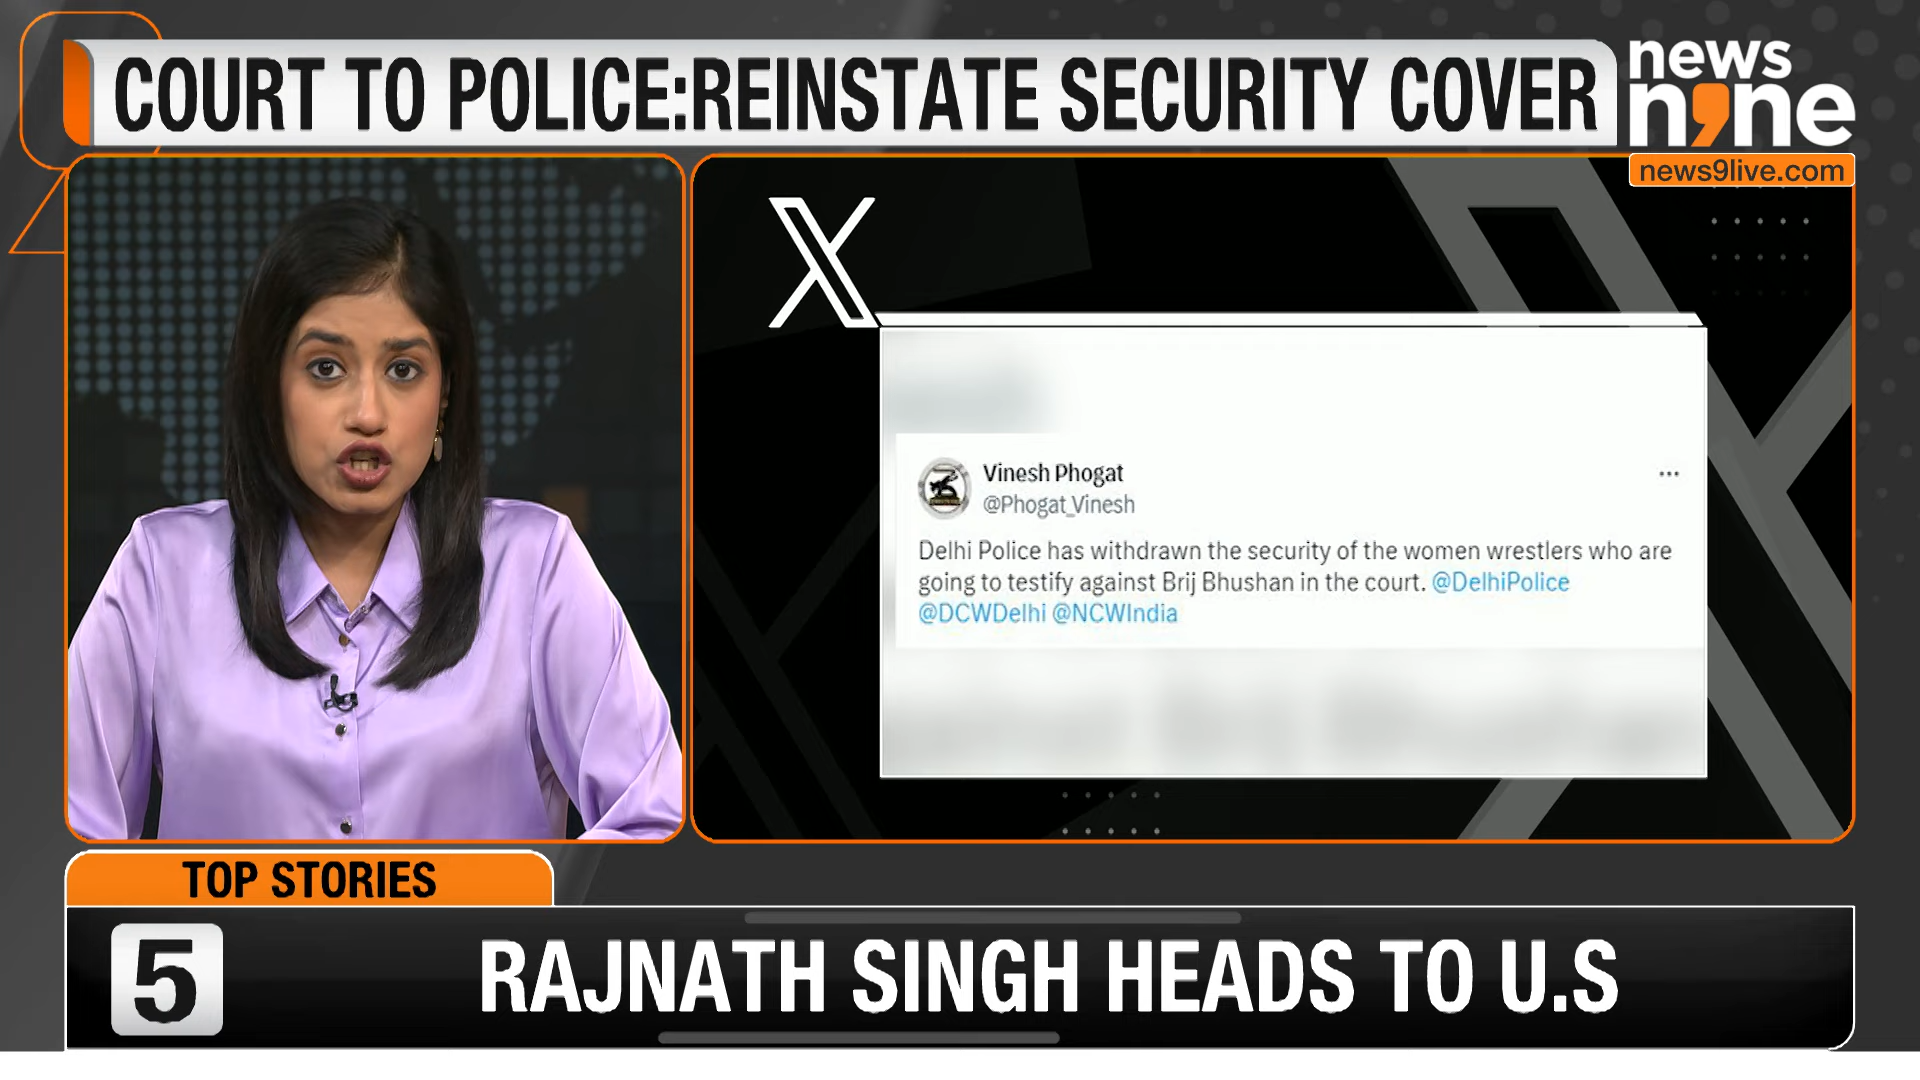 COURT TO POLICE:REINSTATE SECURITY COVER
news
n9ne
news9live.com
X
Vinesh Phogat
@Phogat_Vinesh
Delhi Police has withdrawn the security of the women wrestlers who are
going to testify against Brij Bhushan in the court. @DelhiPolice
@DCWDelhi @NCWIndia
TOP STORIES
5
RAJNATH SINGH HEADS TO U.S